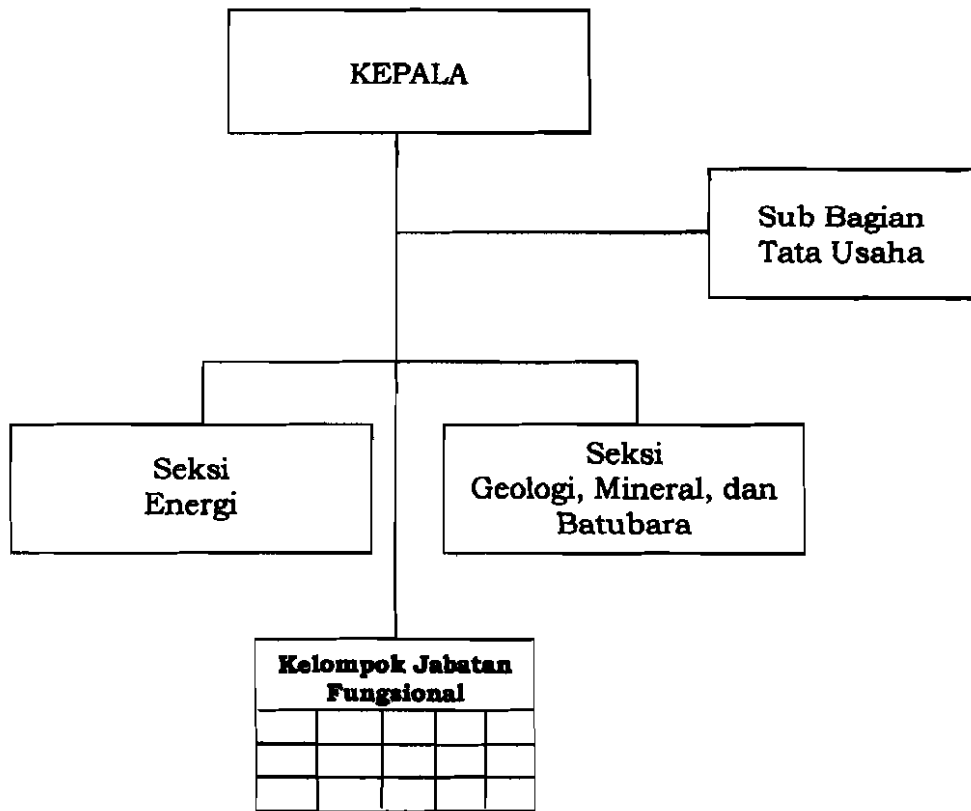 KEPALA
Sub Bagian
Tata Usaha
Seksi
Energi
Seksi
Geologi, Mineral, dan
Batubara
Kelompok Jabatan
Fungsional